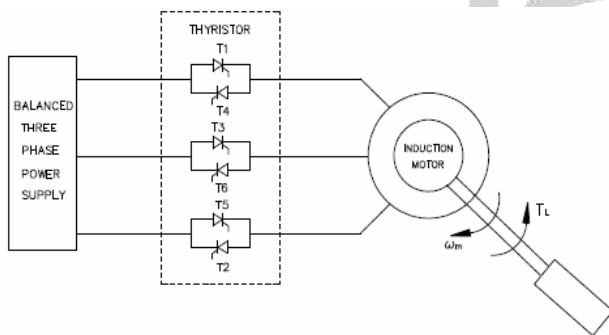 THYRISTOR
T1
T4
T3
T6
T5
T2
BALANCED
THREE
PHASE
POWER
SUPPLY
INDUCTION
MOTOR
TL
ωm